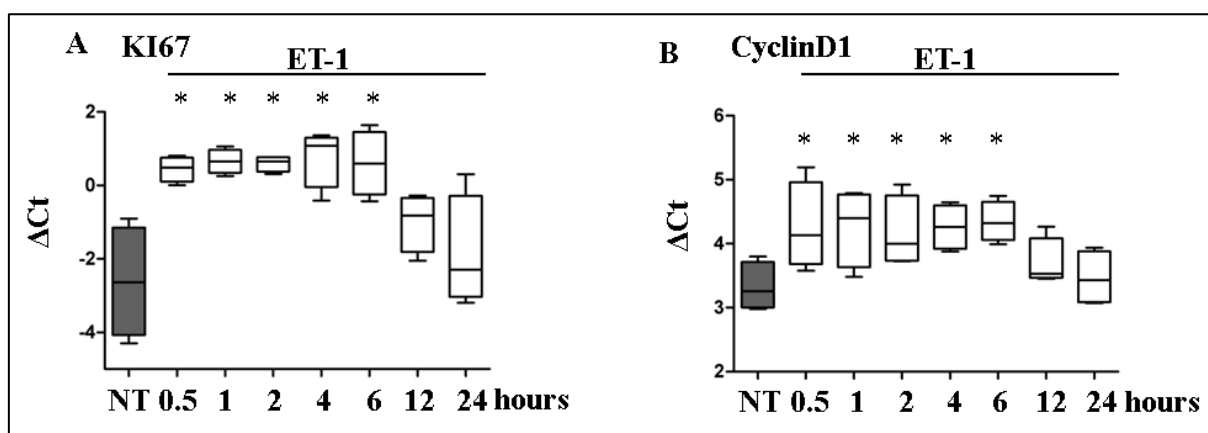 A KI67
ET-1
* * * * *
2
0
-2
-4
ΔCt
NT 0.5 1 2 4 6 12 24 hours
B CyclinD1
ET-1
* * * * *
6
5
4
3
2
ΔCt
NT 0.5 1 2 4 6 12 24 hours